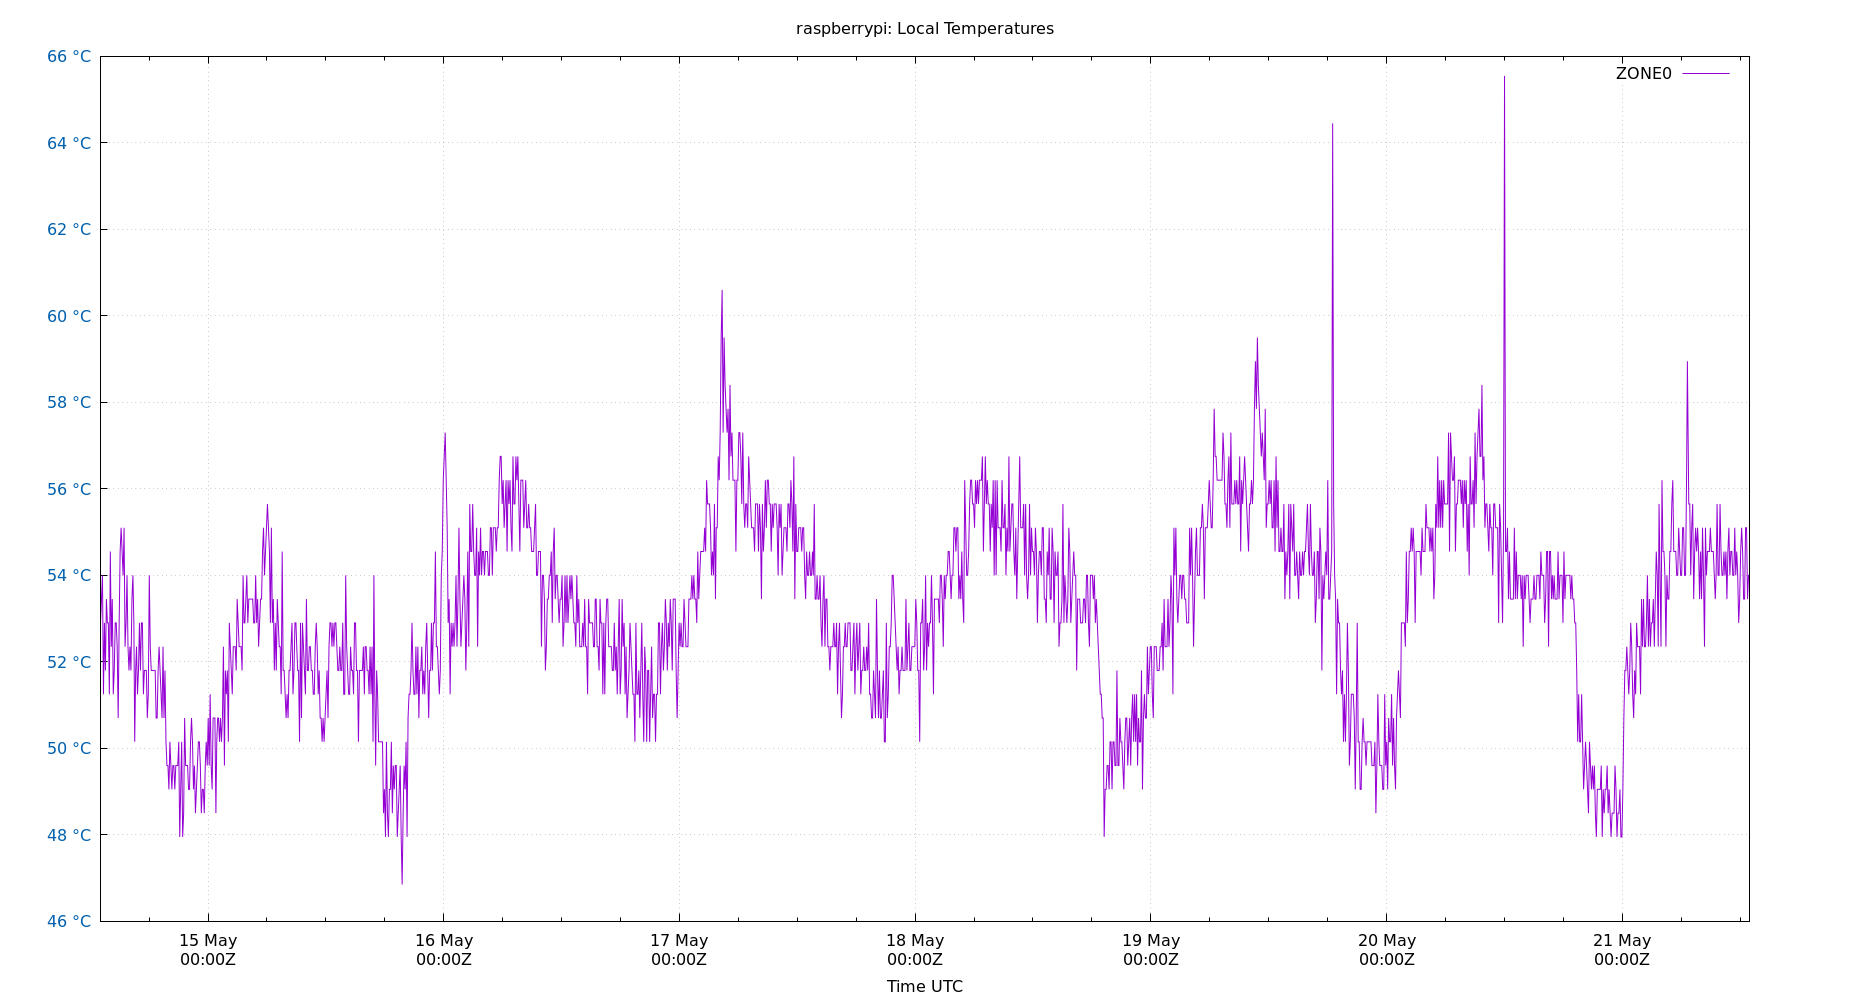 raspberrypi: Local Temperatures
66 °C
ZONE0
64 °C
62 °C
60 °C
58 °C
56 °C
54 °C
52 °C
50 °C
48 °C
46 °C
15 May 16 May 17 May 18 May 19 May 20 May 21 May
00:00Z 00:00Z 00:00Z 00:00Z 00:00Z 00:00Z 00:00Z
Time UTC